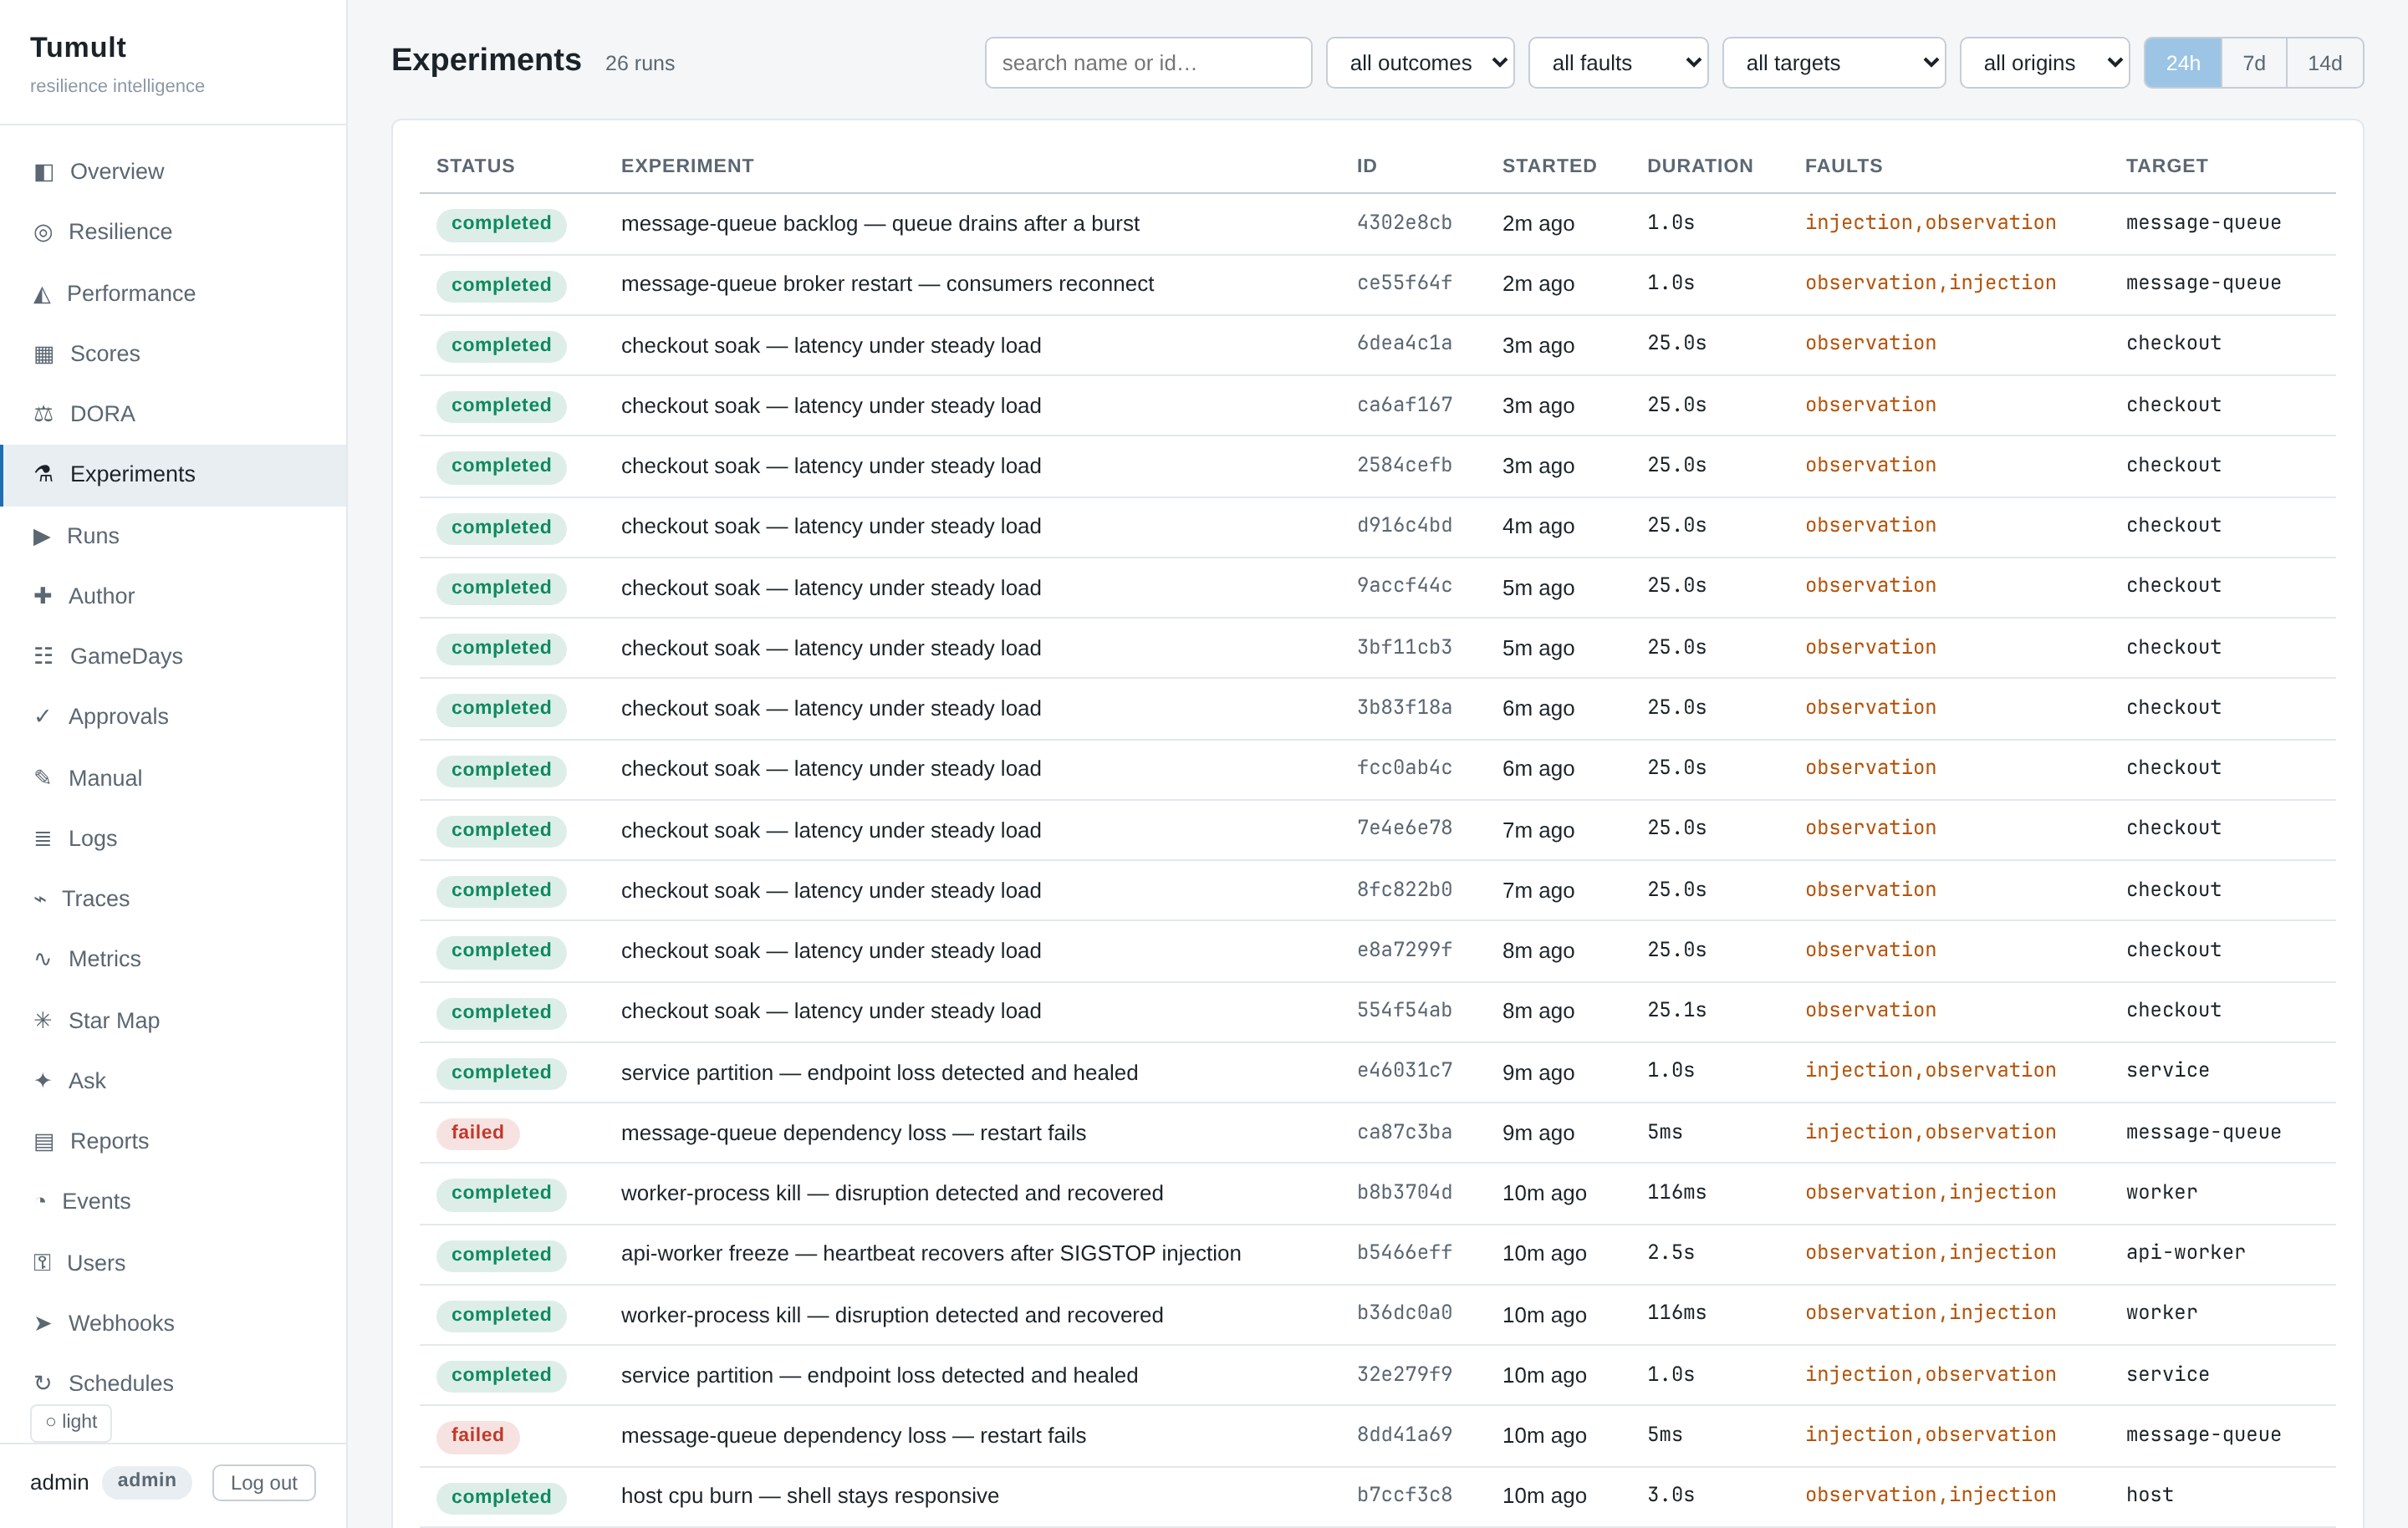 Tumult
resilience intelligence
Overview
Resilience
Performance
Scores
DORA
Experiments
Runs
Author
GameDays
Approvals
Manual
Logs
Traces
Metrics
Star Map
Ask
Reports
Events
Users
Webhooks
Schedules
light
admin admin Log out
Experiments 26 runs search name or id… all outcomes all faults all targets all origins 24h 7d 14d
STATUS EXPERIMENT ID STARTED DURATION FAULTS TARGET
completed message-queue backlog — queue drains after a burst 4302e8cb 2m ago 1.0s injection,observation message-queue
completed message-queue broker restart — consumers reconnect ce55f64f 2m ago 1.0s observation,injection message-queue
completed checkout soak — latency under steady load 6dea4c1a 3m ago 25.0s observation checkout
completed checkout soak — latency under steady load ca6af167 3m ago 25.0s observation checkout
completed checkout soak — latency under steady load 2584cefb 3m ago 25.0s observation checkout
completed checkout soak — latency under steady load d916c4bd 4m ago 25.0s observation checkout
completed checkout soak — latency under steady load 9accf44c 5m ago 25.0s observation checkout
completed checkout soak — latency under steady load 3bf11cb3 5m ago 25.0s observation checkout
completed checkout soak — latency under steady load 3b83f18a 6m ago 25.0s observation checkout
completed checkout soak — latency under steady load fcc0ab4c 6m ago 25.0s observation checkout
completed checkout soak — latency under steady load 7e4e6e78 7m ago 25.0s observation checkout
completed checkout soak — latency under steady load 8fc822b0 7m ago 25.0s observation checkout
completed checkout soak — latency under steady load e8a7299f 8m ago 25.0s observation checkout
completed checkout soak — latency under steady load 554f54ab 8m ago 25.1s observation checkout
completed service partition — endpoint loss detected and healed e46031c7 9m ago 1.0s injection,observation service
failed message-queue dependency loss — restart fails ca87c3ba 9m ago 5ms injection,observation message-queue
completed worker-process kill — disruption detected and recovered b8b3704d 10m ago 116ms observation,injection worker
completed api-worker freeze — heartbeat recovers after SIGSTOP injection b5466eff 10m ago 2.5s observation,injection api-worker
completed worker-process kill — disruption detected and recovered b36dc0a0 10m ago 116ms observation,injection worker
completed service partition — endpoint loss detected and healed 32e279f9 10m ago 1.0s injection,observation service
failed message-queue dependency loss — restart fails 8dd41a69 10m ago 5ms injection,observation message-queue
completed host cpu burn — shell stays responsive b7ccf3c8 10m ago 3.0s observation,injection host